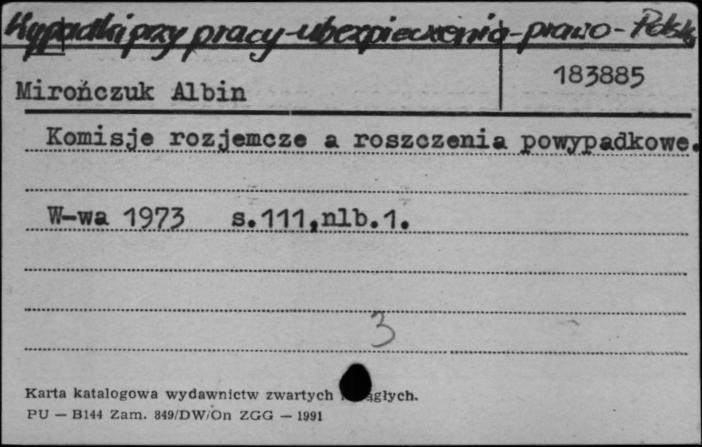 Wypadki przy pracy-ubezpieczenia-prawo-Polska
183885
Mirończuk Albin
Komisje rozjemcze a roszczenia powypadkowe.
W-wa 1973 s.111,nlb.1.
3
Karta katalogowa wydawnictw zwartych
PU — B144 Zam. 849/DW/On ZGG — 1991